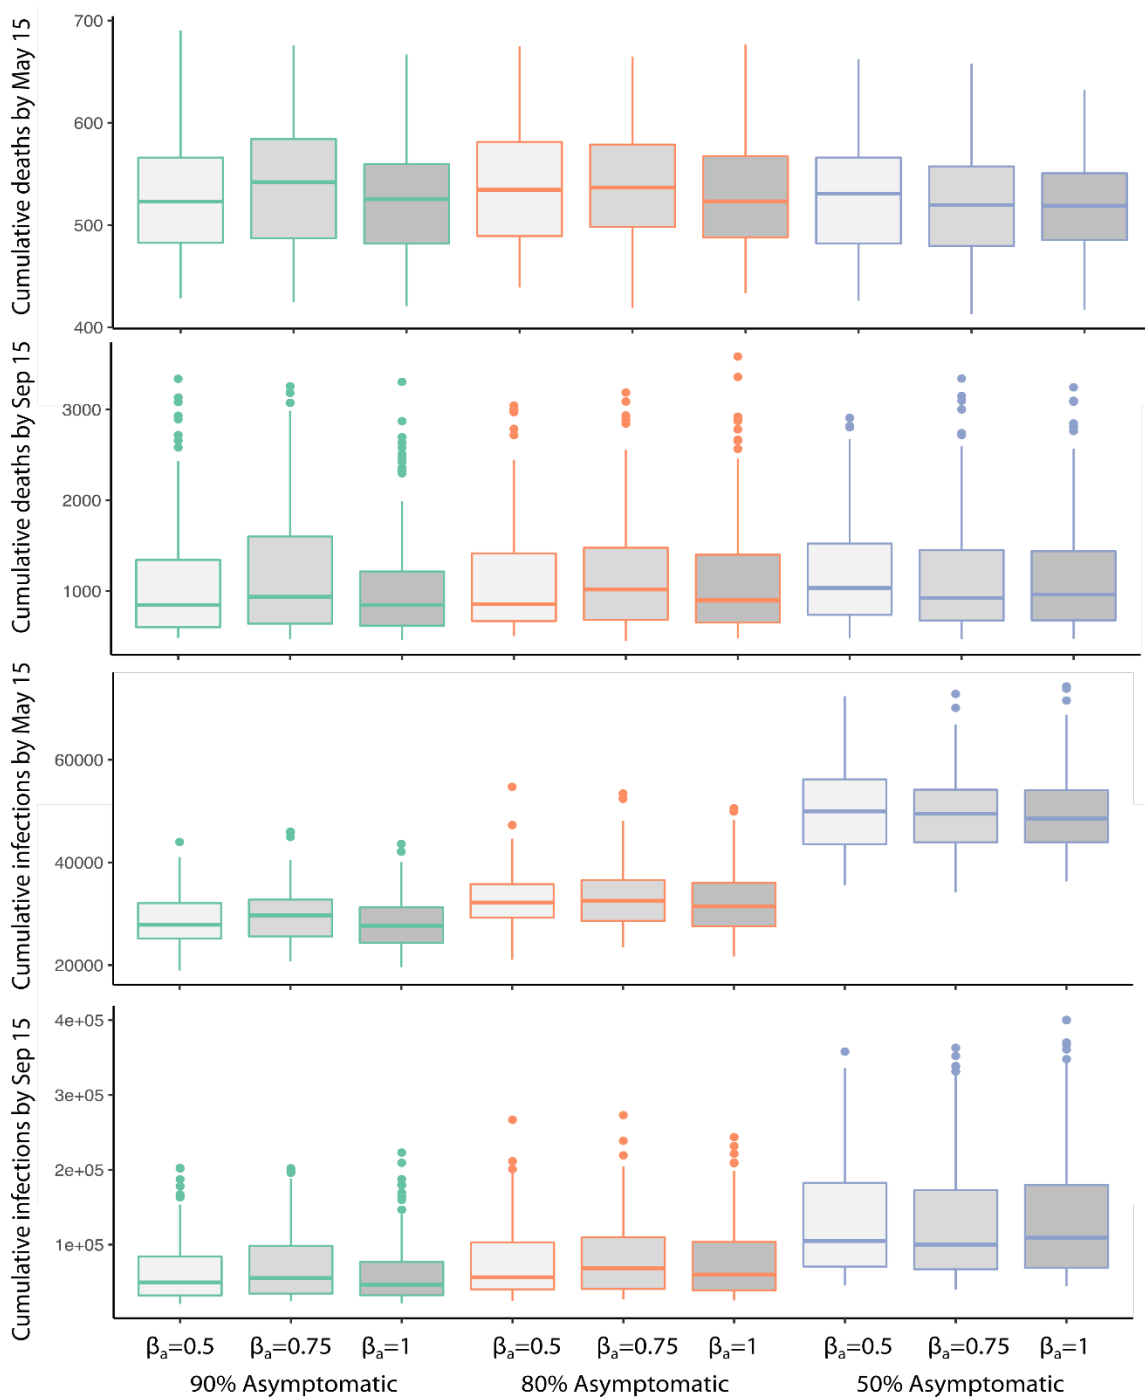 Cumulative deaths by May 15
700
600
500
400
Cumulative deaths by Sep 15
3000
2000
1000
Cumulative infections by May 15
60000
40000
20000
Cumulative infections by Sep 15
4e+05
3e+05
2e+05
1e+05
βa=0.5 βa=0.75 βa=1 βa=0.5 βa=0.75 βa=1 βa=0.5 βa=0.75 βa=1
90% Asymptomatic 80% Asymptomatic 50% Asymptomatic